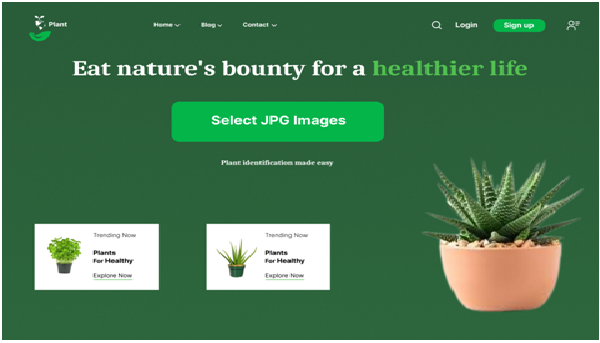 Plant
Home
Blog
Contact
Login
Sign up
Eat nature's bounty for a healthier life
Select JPG Images
Plant identification made easy
Trending Now
Plants
For Healthy
Explore Now
Trending Now
Plants
For Healthy
Explore Now